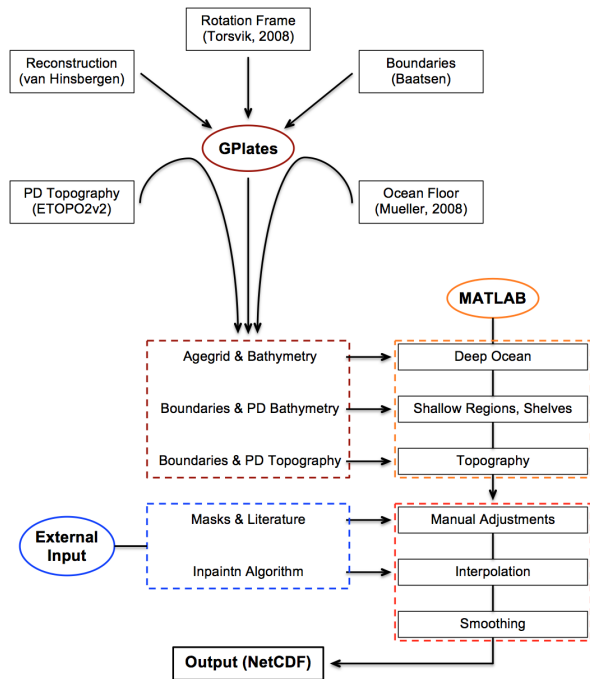 Rotation Frame
(Torsvik, 2008)
Reconstruction
(van Hinsbergen)
Boundaries
(Baatsen)
GPlates
PD Topography
(ETOPO2v2)
Ocean Floor
(Mueller, 2008)
MATLAB
Agegrid & Bathymetry
Deep Ocean
Boundaries & PD Bathymetry
Shallow Regions, Shelves
Boundaries & PD Topography
Topography
External
Input
Masks & Literature
Manual Adjustments
Inpaintn Algorithm
Interpolation
Smoothing
Output (NetCDF)